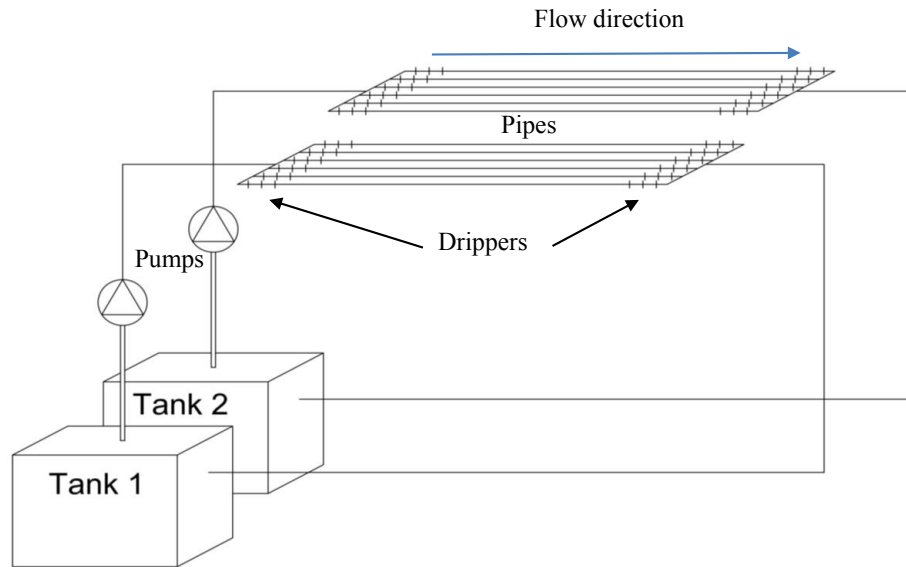 Flow direction
Pipes
Drippers
Pumps
Tank 2
Tank 1